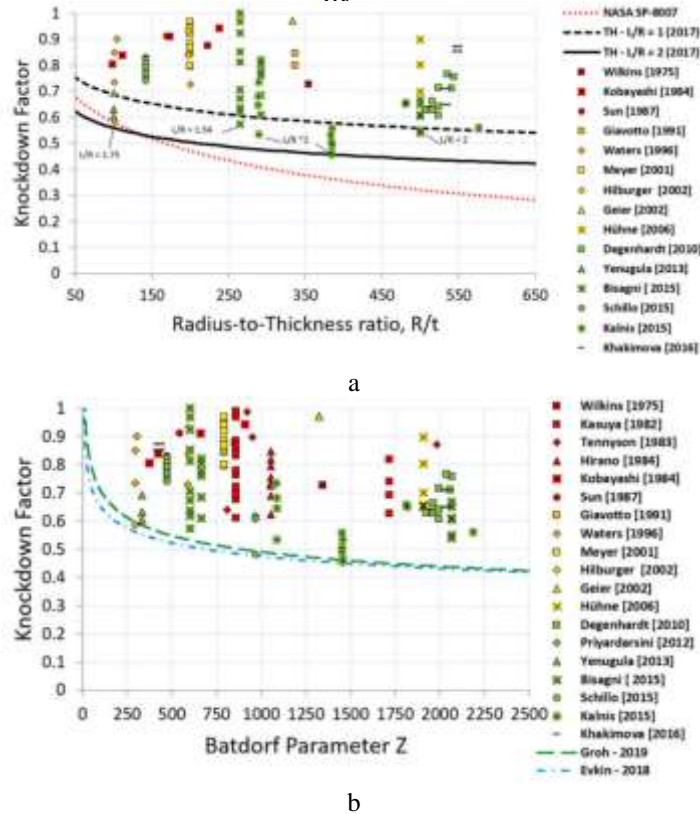 1
0.9
0.8
0.7
0.6
0.5
0.4
0.3
0.2
0.1
0
Knockdown Factor
L/R = 1.75
L/R = 2
50
150
250
350
450
550
650
Radius-to-Thickness ratio, R/t
NASA SP-8007
TH - L/R = 1 (2017)
TH - L/R = 2 (2017)
Wilkins [1975]
Kobayashi [1984]
Sun [1987]
Giavotto [1991]
Waters [1996]
Meyer [2001]
Hilburger [2002]
Geier [2002]
Hühne [2006]
Degenhardt [2010]
Yenugula [2013]
Bisagni [ 2015]
Schillo [2015]
Kalnis [2015]
Khakimova [2016]
a
1
0.9
0.8
0.7
0.6
0.5
0.4
0.3
0.2
0.1
0
Knockdown Factor
0
250
500
750
1000
1250
1500
1750
2000
2250
2500
Batdorf Parameter Z
Wilkins [1975]
Kasuya [1982]
Tennyson [1983]
Hirano [1984]
Kobayashi [1984]
Sun [1987]
Giavotto [1991]
Waters [1996]
Meyer [2001]
Hilburger [2002]
Geier [2002]
Hühne [2006]
Degenhardt [2010]
Priyardarsini [2012]
Yenugula [2013]
Bisagni [ 2015]
Schillo [2015]
Kalnis [2015]
Khakimova [2016]
Groh - 2019
Evkin - 2018
b